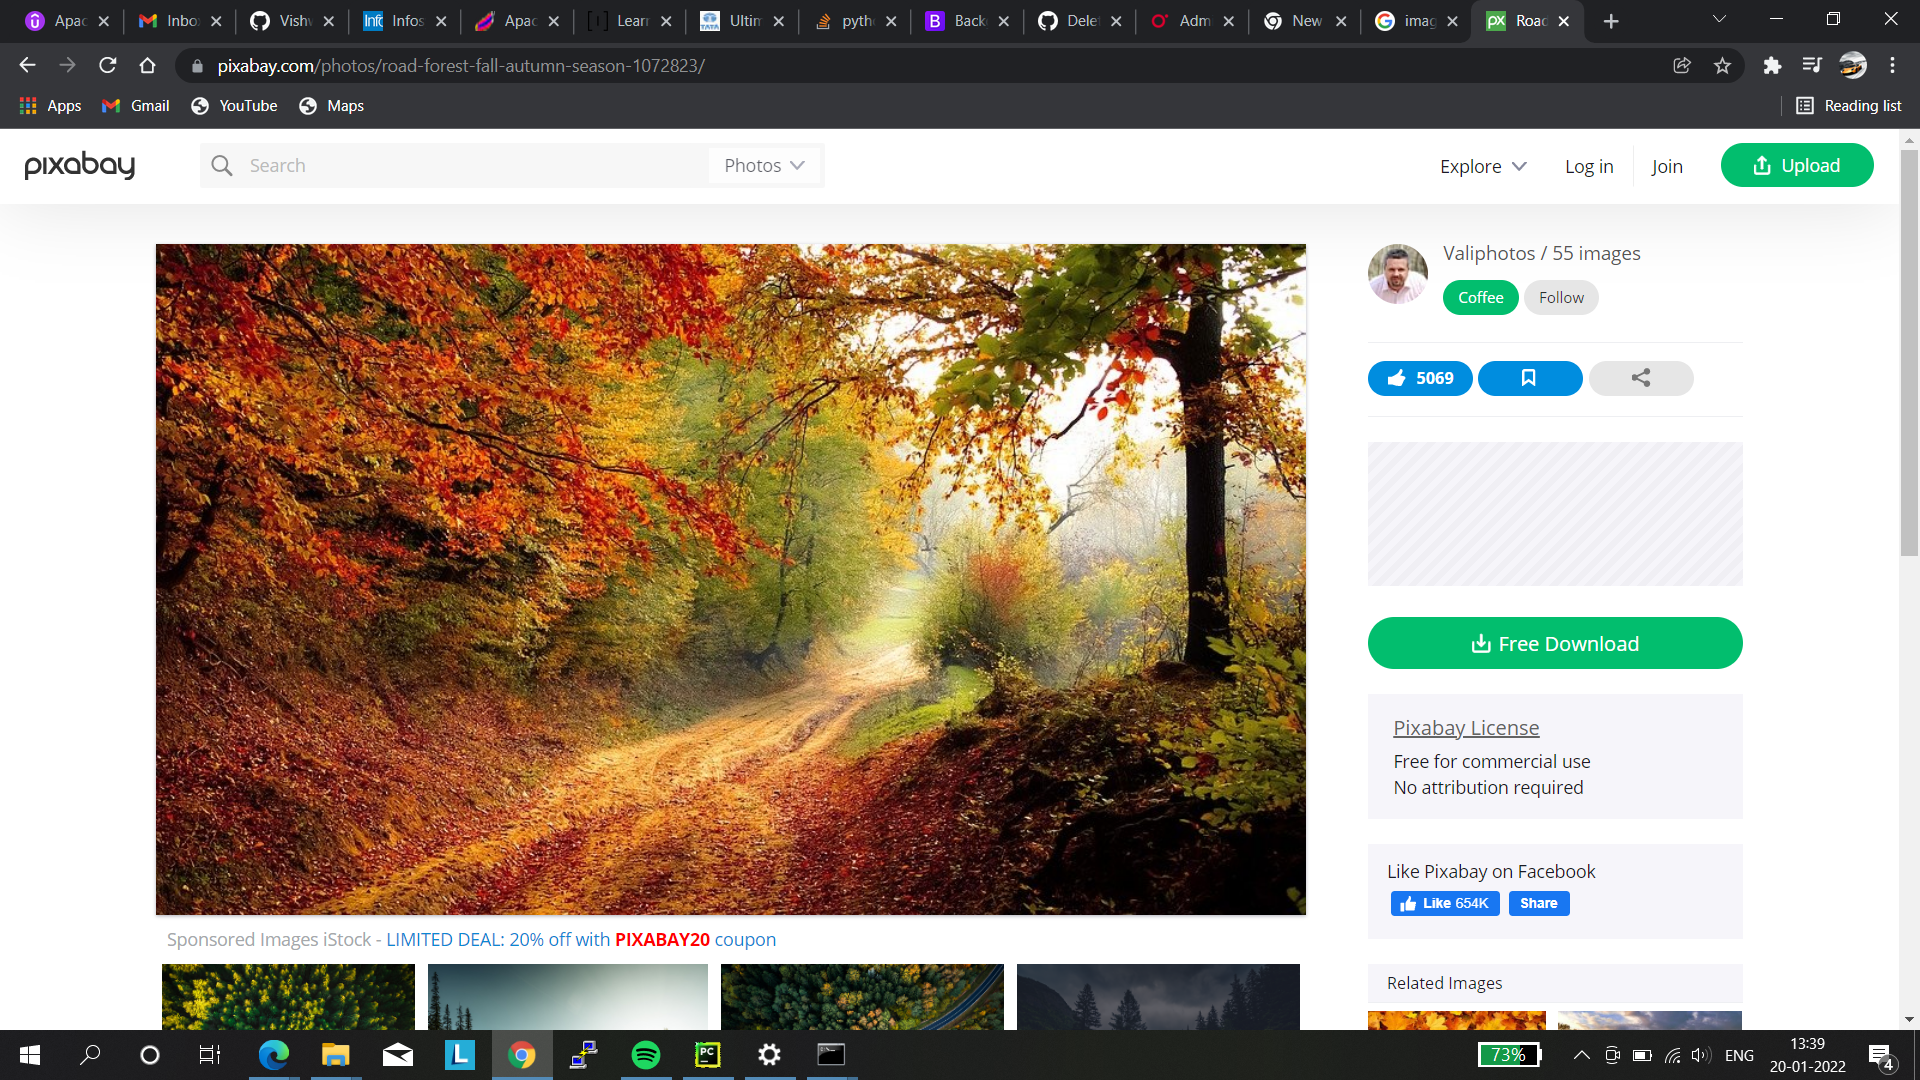 Apac
Inbo
Vishw
Infos
Apac
Learn
Ultim
pytho
Back
Delet
Adm
New
imag
Road
pixabay.com/photos/road-forest-fall-autumn-season-1072823/
Apps
Gmail
YouTube
Maps
Reading list
pixabay
Search
Photos
Explore
Log in
Join
Upload
Valiphotos / 55 images
Coffee
Follow
5069
Free Download
Pixabay License
Free for commercial use
No attribution required
Like Pixabay on Facebook
Like 654K
Share
Sponsored Images iStock - LIMITED DEAL: 20% off with PIXABAY20 coupon
Related Images
73%
ENG
13:39
20-01-2022
4